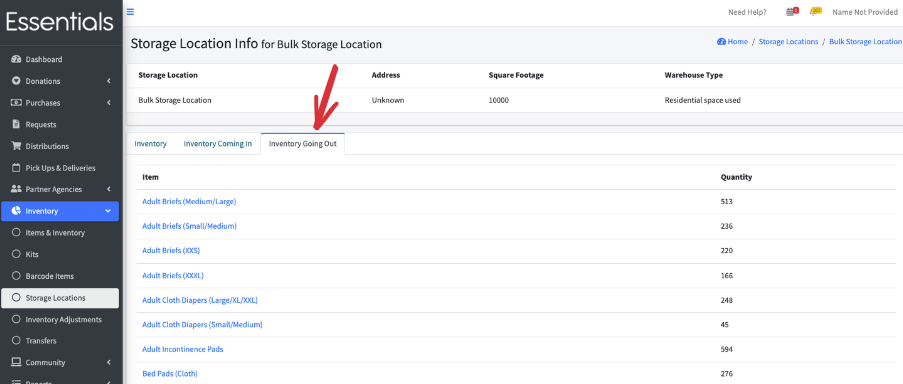 Essentials
Need Help?
Name Not Provided
Storage Location Info for Bulk Storage Location
Home / Storage Locations / Bulk Storage Location
Dashboard
Donations
Purchases
Requests
Distributions
Pick Ups & Deliveries
Partner Agencies
Inventory
Items & Inventory
Kits
Barcode Items
Storage Locations
Inventory Adjustments
Transfers
Community
Storage Location Address Square Footage Warehouse Type
Bulk Storage Location Unknown 10000 Residential space used
Inventory Inventory Coming In Inventory Going Out
Item Quantity
Adult Briefs (Medium/Large) 513
Adult Briefs (Small/Medium) 236
Adult Briefs (XXS) 220
Adult Briefs (XXXL) 166
Adult Cloth Diapers (Large/XL/XXL) 248
Adult Cloth Diapers (Small/Medium) 45
Adult Incontinence Pads 594
Bed Pads (Cloth) 276